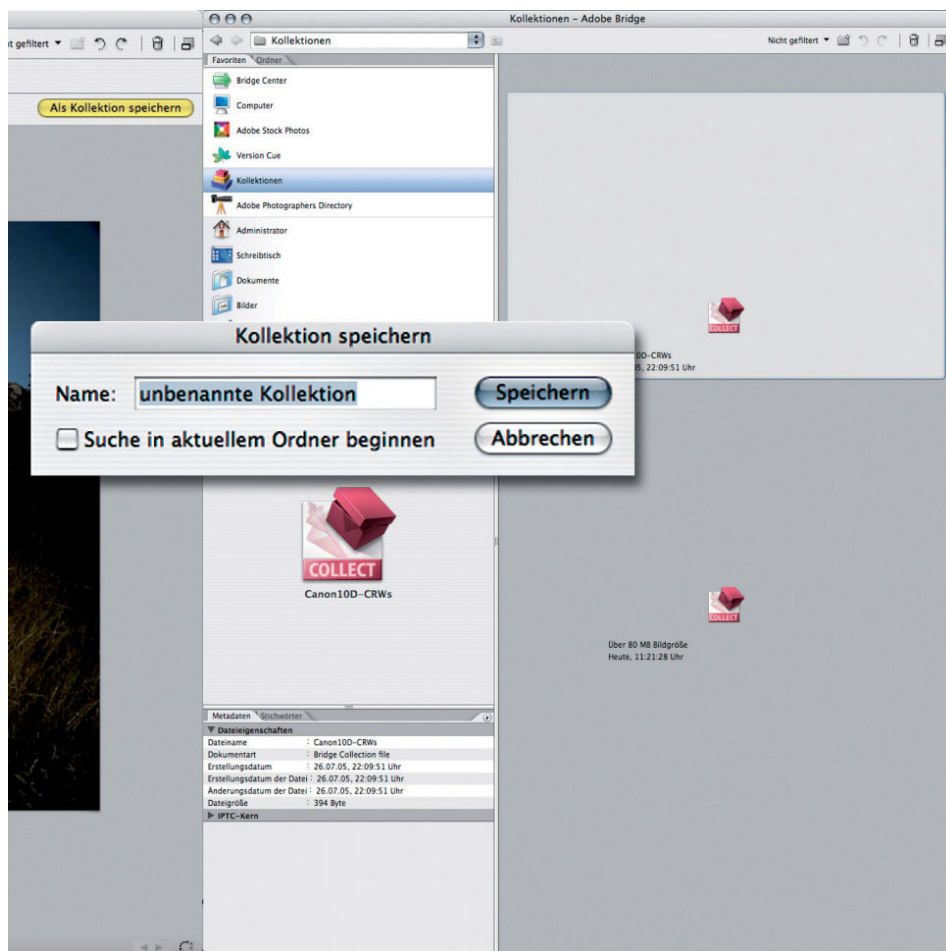 Kollektionen – Adobe Bridge
gefiltert
Kollektionen
Nicht gefiltert
Favoriten Ordner
Als Kollektion speichern
Bridge Center
Computer
Adobe Stock Photos
Version Cue
Kollektionen
Adobe Photographers Directory
Administrator
Schreibtisch
Dokumente
Bilder
COLLECT
0D-CRWs
05, 22:09:51 Uhr
Kollektion speichern
Name: unbenannte Kollektion
Speichern
Suche in aktuellem Ordner beginnen
Abbrechen
COLLECT
Canon10D-CRWs
COLLECT
Über 80 MB Bildgröße
Heute, 11:21:28 Uhr
Metadaten Stichwörter
Dateieigenschaften
Dateiname : Canon10D-CRWs
Dokumentart : Bridge Collection file
Erstellungsdatum : 26.07.05, 22:09:51 Uhr
Erstellungsdatum der Datei : 26.07.05, 22:09:51 Uhr
Änderungsdatum der Datei : 26.07.05, 22:09:51 Uhr
Dateigröße : 394 Byte
IPTC-Kern